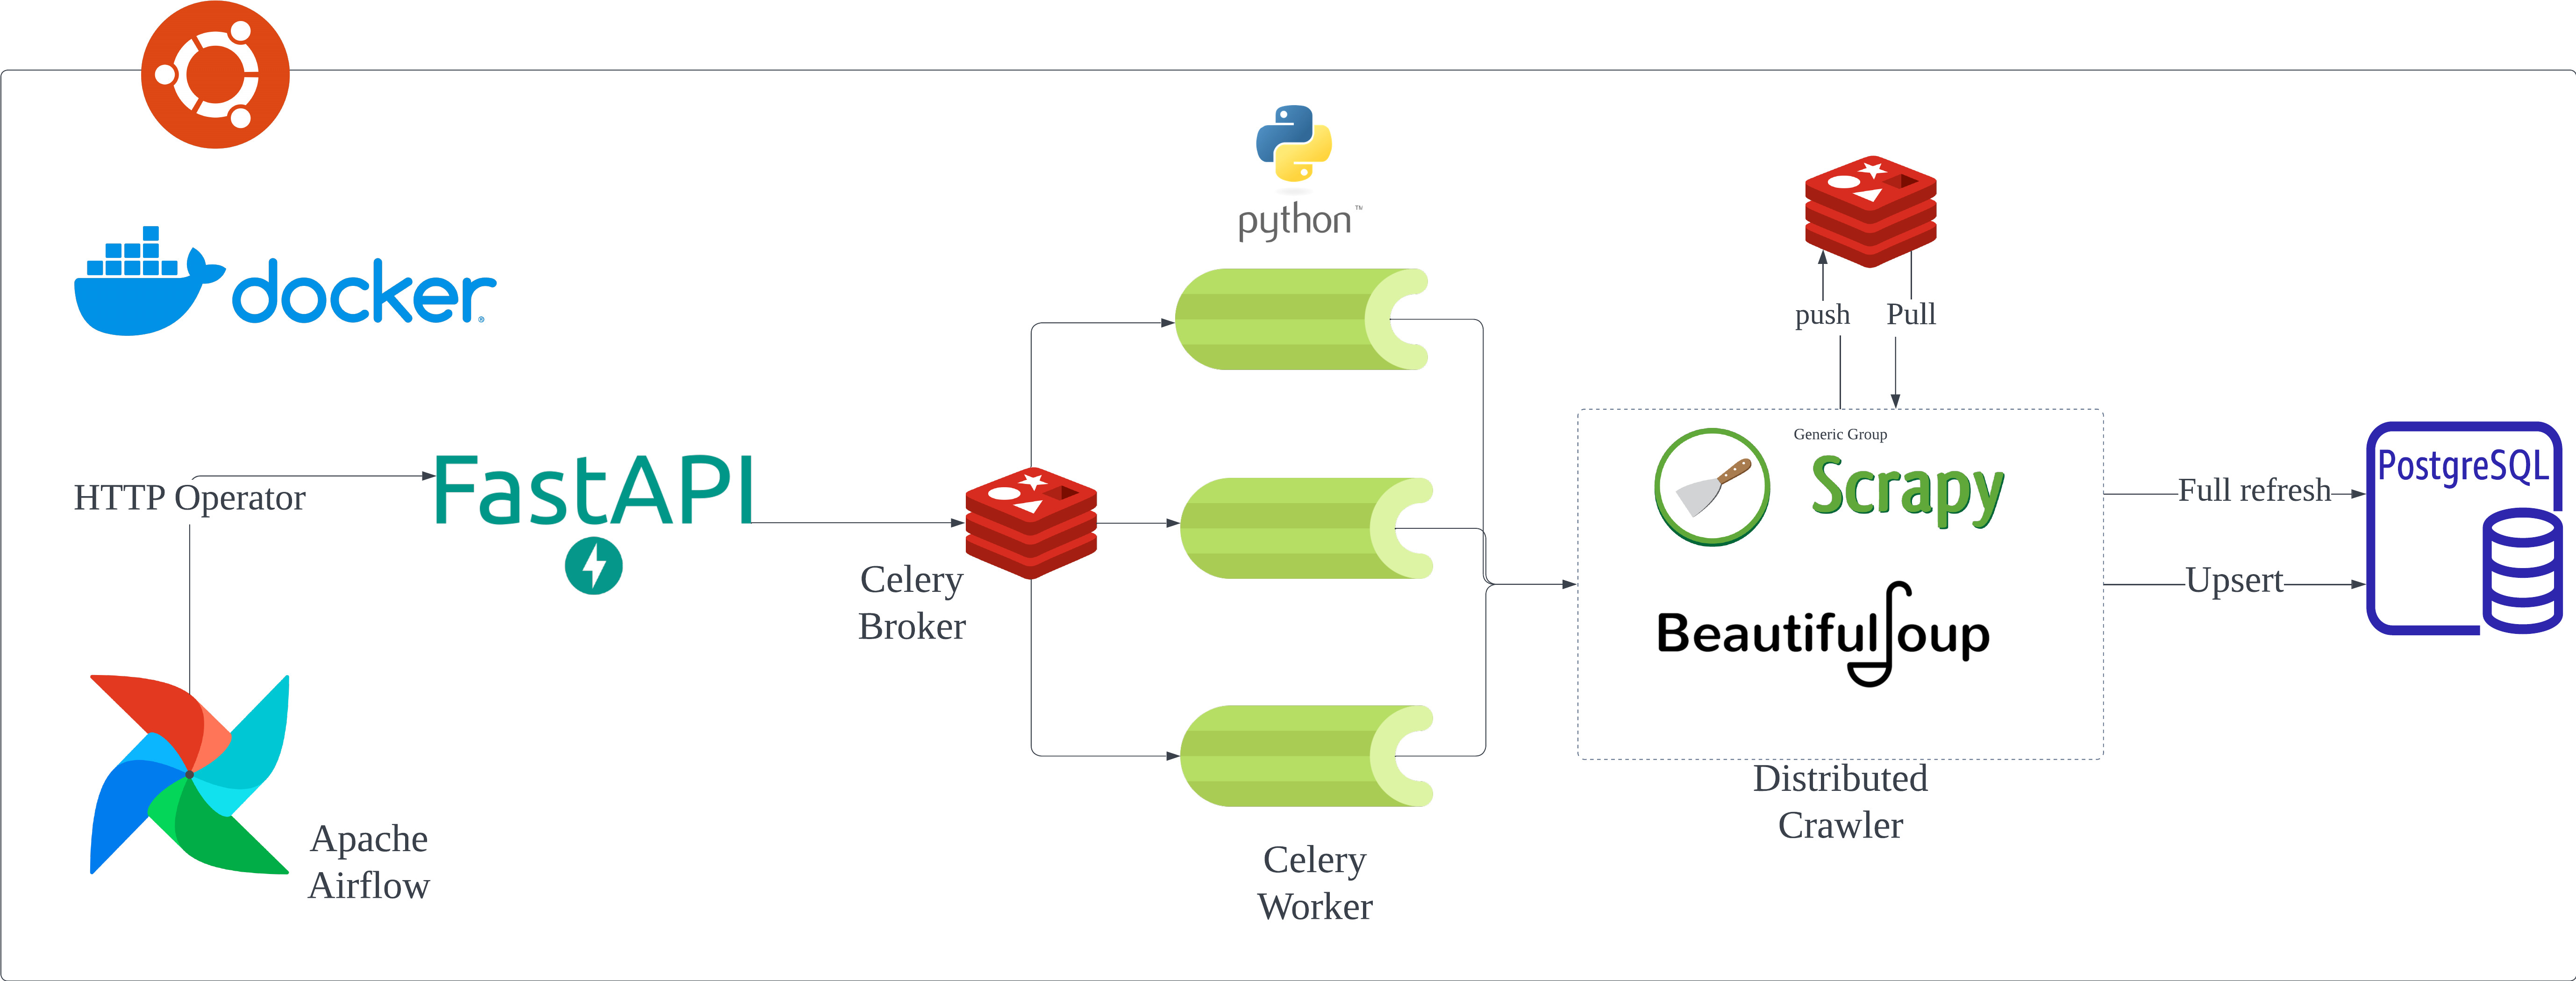 docker
HTTP Operator
FastAPI
Apache
Airflow
Celery
Broker
python™
Celery
Worker
push
Pull
Generic Group
Scrapy
BeautifulSoup
Distributed
Crawler
Full refresh
Upsert
PostgreSQL